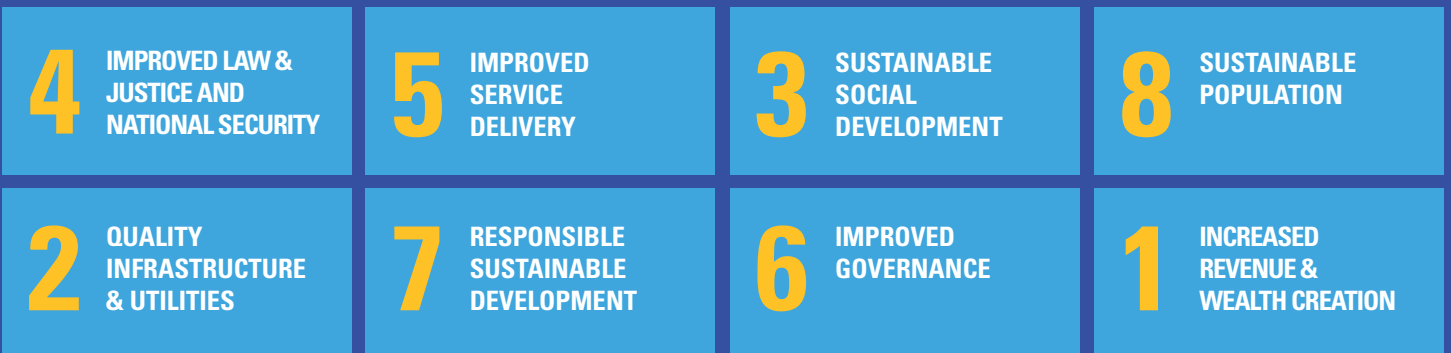 4
IMPROVED LAW &
JUSTICE AND
NATIONAL SECURITY
5
IMPROVED
SERVICE
DELIVERY
3
SUSTAINABLE
SOCIAL
DEVELOPMENT
8
SUSTAINABLE
POPULATION
2
QUALITY
INFRASTRUCTURE
& UTILITIES
7
RESPONSIBLE
SUSTAINABLE
DEVELOPMENT
6
IMPROVED
GOVERNANCE
1
INCREASED
REVENUE &
WEALTH CREATION